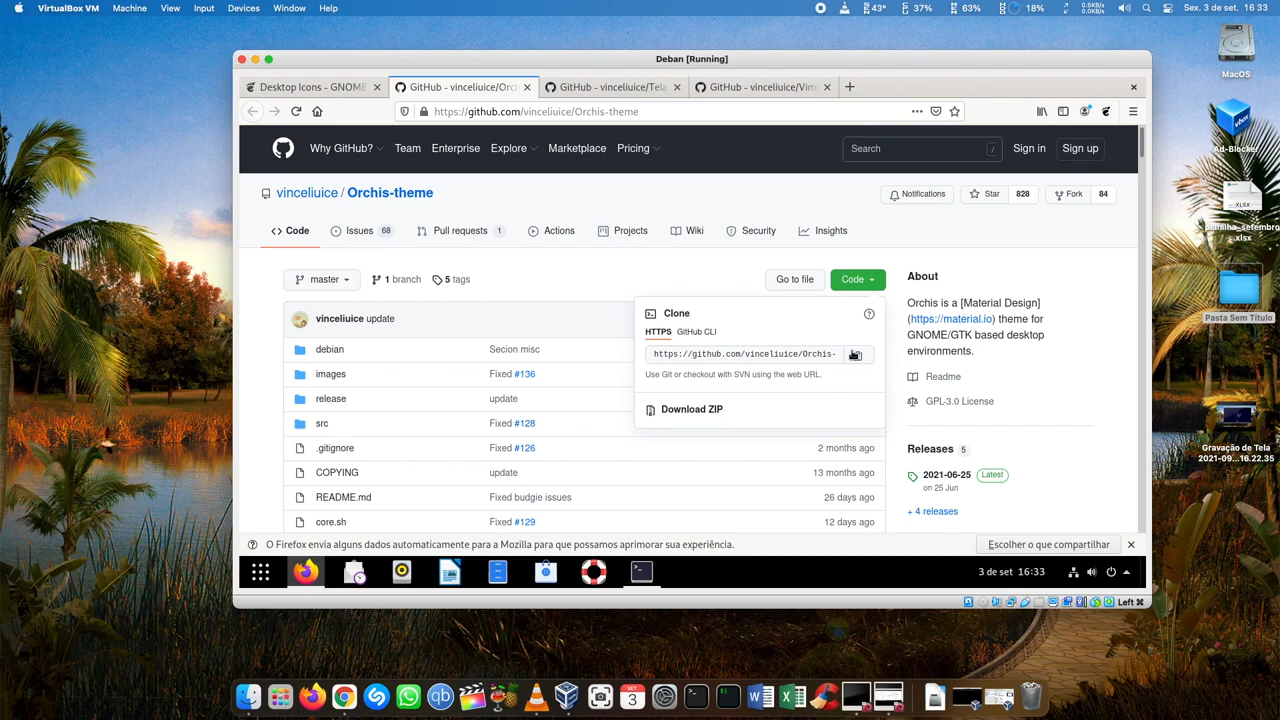 VirtualBox VM Machine View Input Devices Window Help
43° 37% 63% 18% 0.5KB/s 0.0KB/s Sex. 3 de set. 16:33
MacOS
Ad-Blocker
XLSX
planilha_setembro
.xlsx
Pasta Sem Título
Gravação de Tela
2021-09...16.22.35
Deban [Running]
Desktop Icons - GNOME
GitHub - vinceliuice/Orc
GitHub - vinceliuice/Tela
GitHub - vinceliuice/Vim
https://github.com/vinceliuice/Orchis-theme
Why GitHub? Team Enterprise Explore Marketplace Pricing
Search / Sign in Sign up
vinceliuice / Orchis-theme
Notifications Star 828 Fork 84
Code Issues 68 Pull requests 1 Actions Projects Wiki Security Insights
master 1 branch 5 tags Go to file Code
vinceliuice update
debian Secion misc
images Fixed #136
release update
src Fixed #128
.gitignore Fixed #126 2 months ago
COPYING update 13 months ago
README.md Fixed budgie issues 26 days ago
core.sh Fixed #129 12 days ago
Clone
HTTPS GitHub CLI
https://github.com/vinceliuice/Orchis-
Use Git or checkout with SVN using the web URL.
Download ZIP
About
Orchis is a [Material Design]
(https://material.io) theme for
GNOME/GTK based desktop
environments.
Readme
GPL-3.0 License
Releases 5
2021-06-25 Latest
on 25 Jun
+ 4 releases
O Firefox envia alguns dados automaticamente para a Mozilla para que possamos aprimorar sua experiência.
Escolher o que compartilhar
3 de set 16:33
Left ⌘
SET.
3